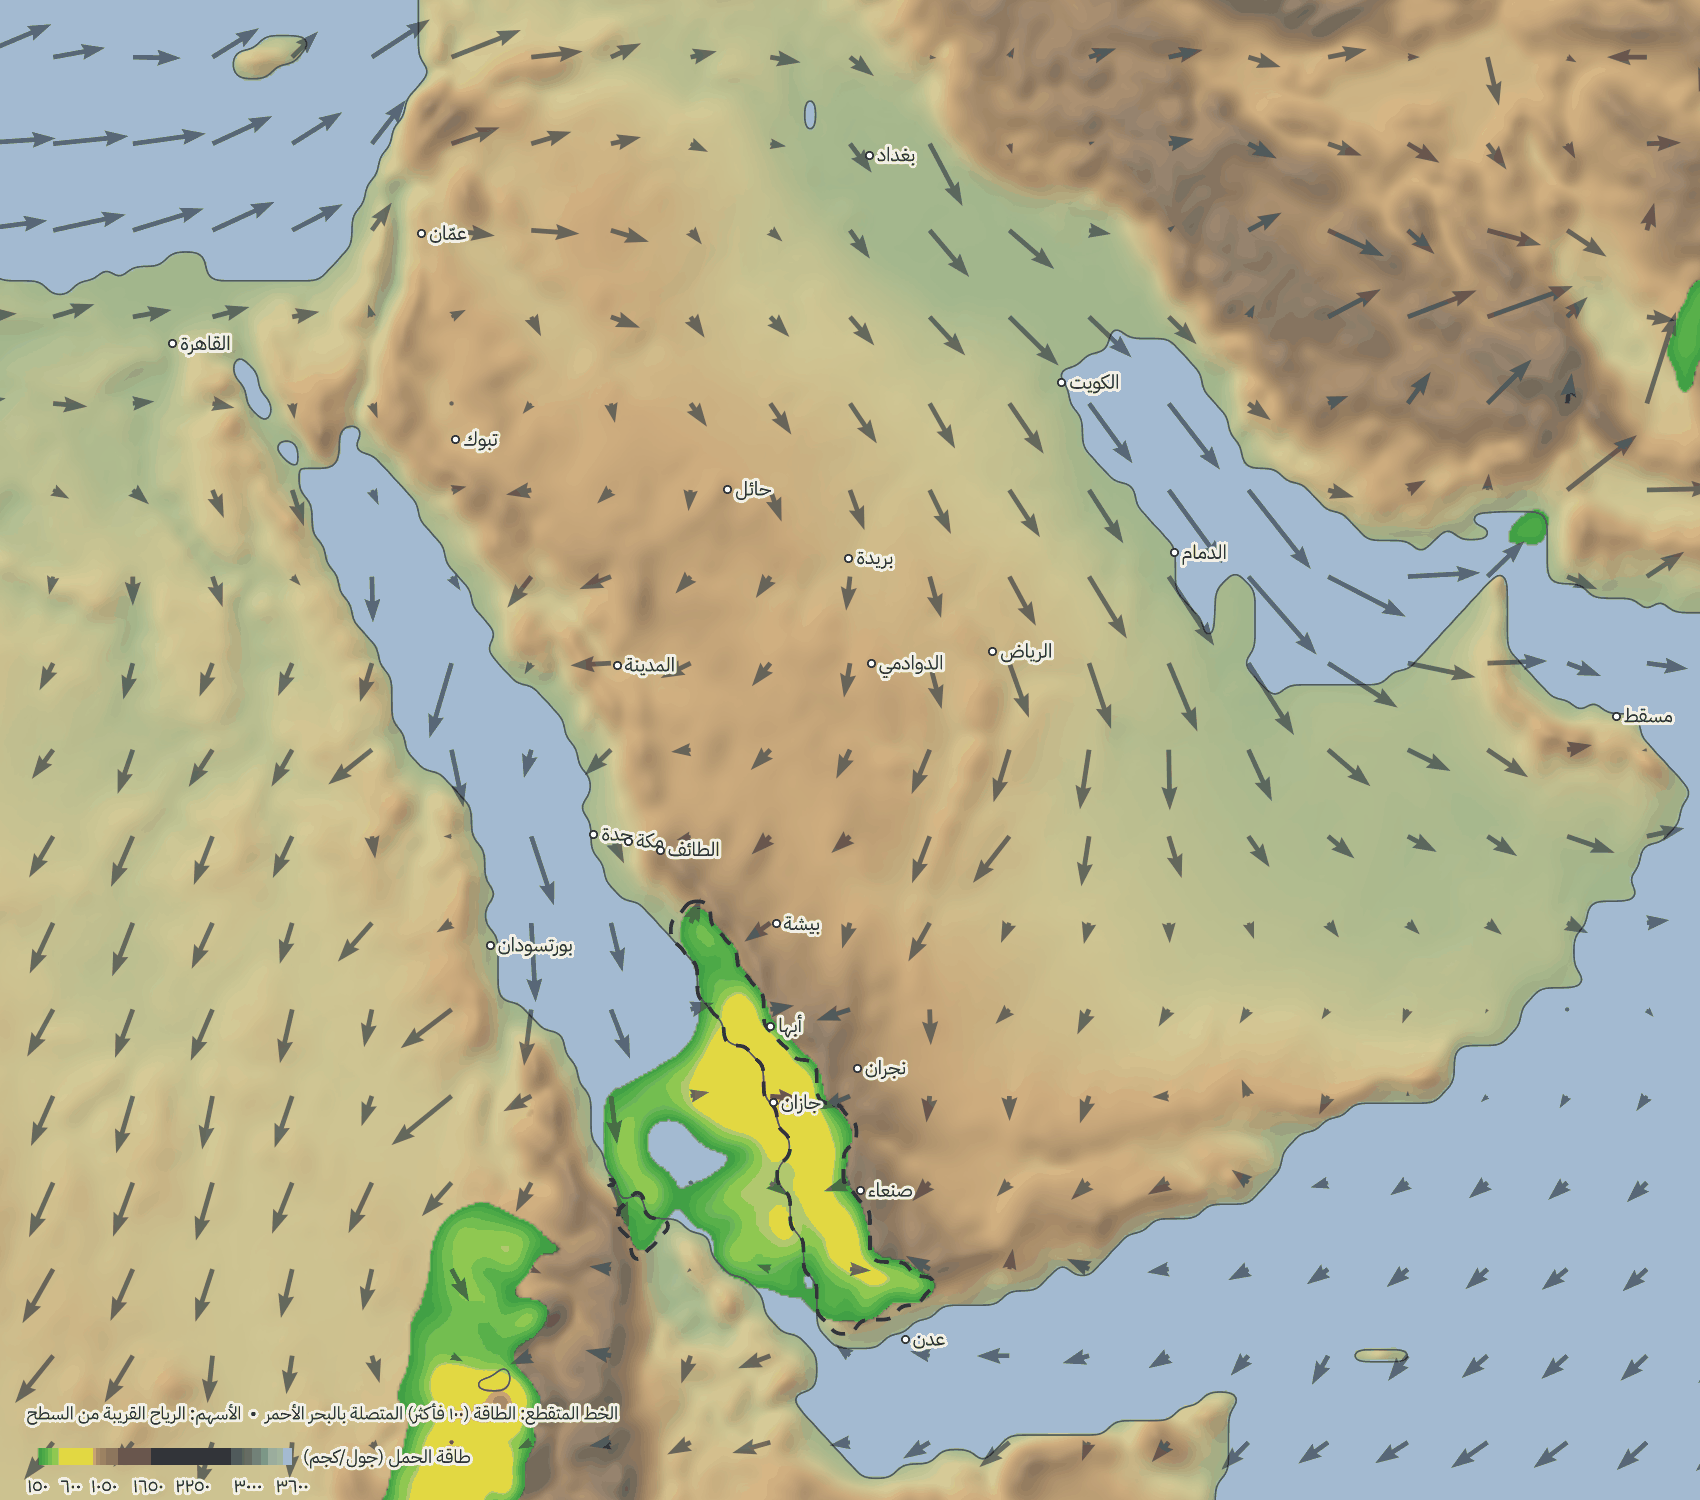 بغداد
عمّان
القاهرة
الكويت
تبوك
حائل
الدمام
بريدة
الرياض
الدوادمي
المدينة
مسقط
جدة
مكة
الطائف
بيشة
بورتسودان
أبها
نجران
جازان
صنعاء
عدن
الخط المتقطع: الطاقة (١٠٠ فأكثر) المتصلة بالبحر الأحمر • الأسهم: الرياح القريبة من السطح
طاقة الحمل (جول/كجم)
١٥٠ ٦٠٠ ١٠٥٠ ١٦٥٠ ٢٢٥٠ ٣٠٠٠ ٣٦٠٠